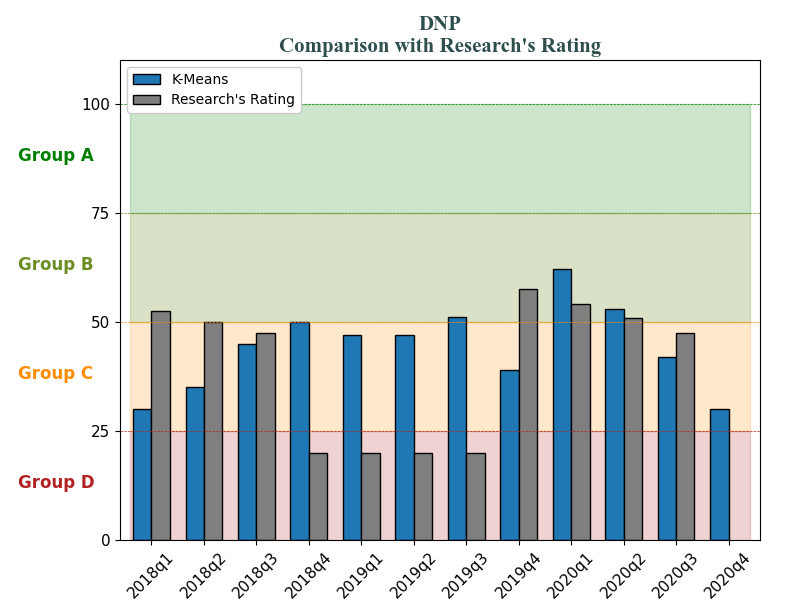 DNP
Comparison with Research's Rating
K-Means
Research's Rating
100
Group A
75
Group B
50
Group C
25
Group D
0
2018q1 2018q2 2018q3 2018q4 2019q1 2019q2 2019q3 2019q4 2020q1 2020q2 2020q3 2020q4